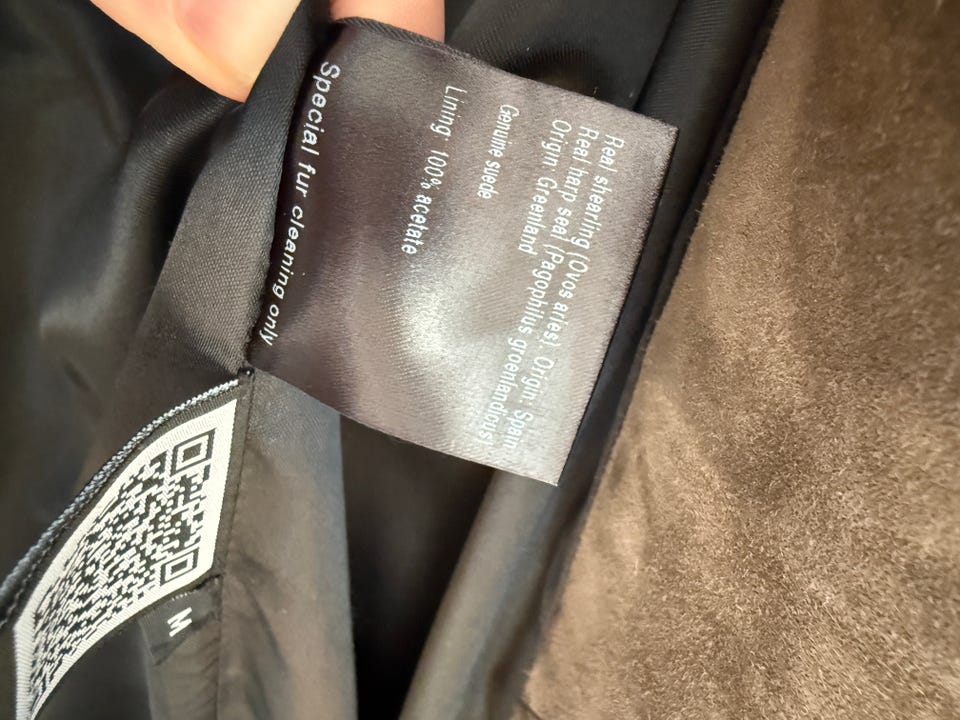 Real shearling (Ovos aries). Origin: Spain
Real harp seal (Pagophilus groenlandicus)
Origin: Greenland
Genuine suede
Lining 100% acetate
Special fur cleaning only
M